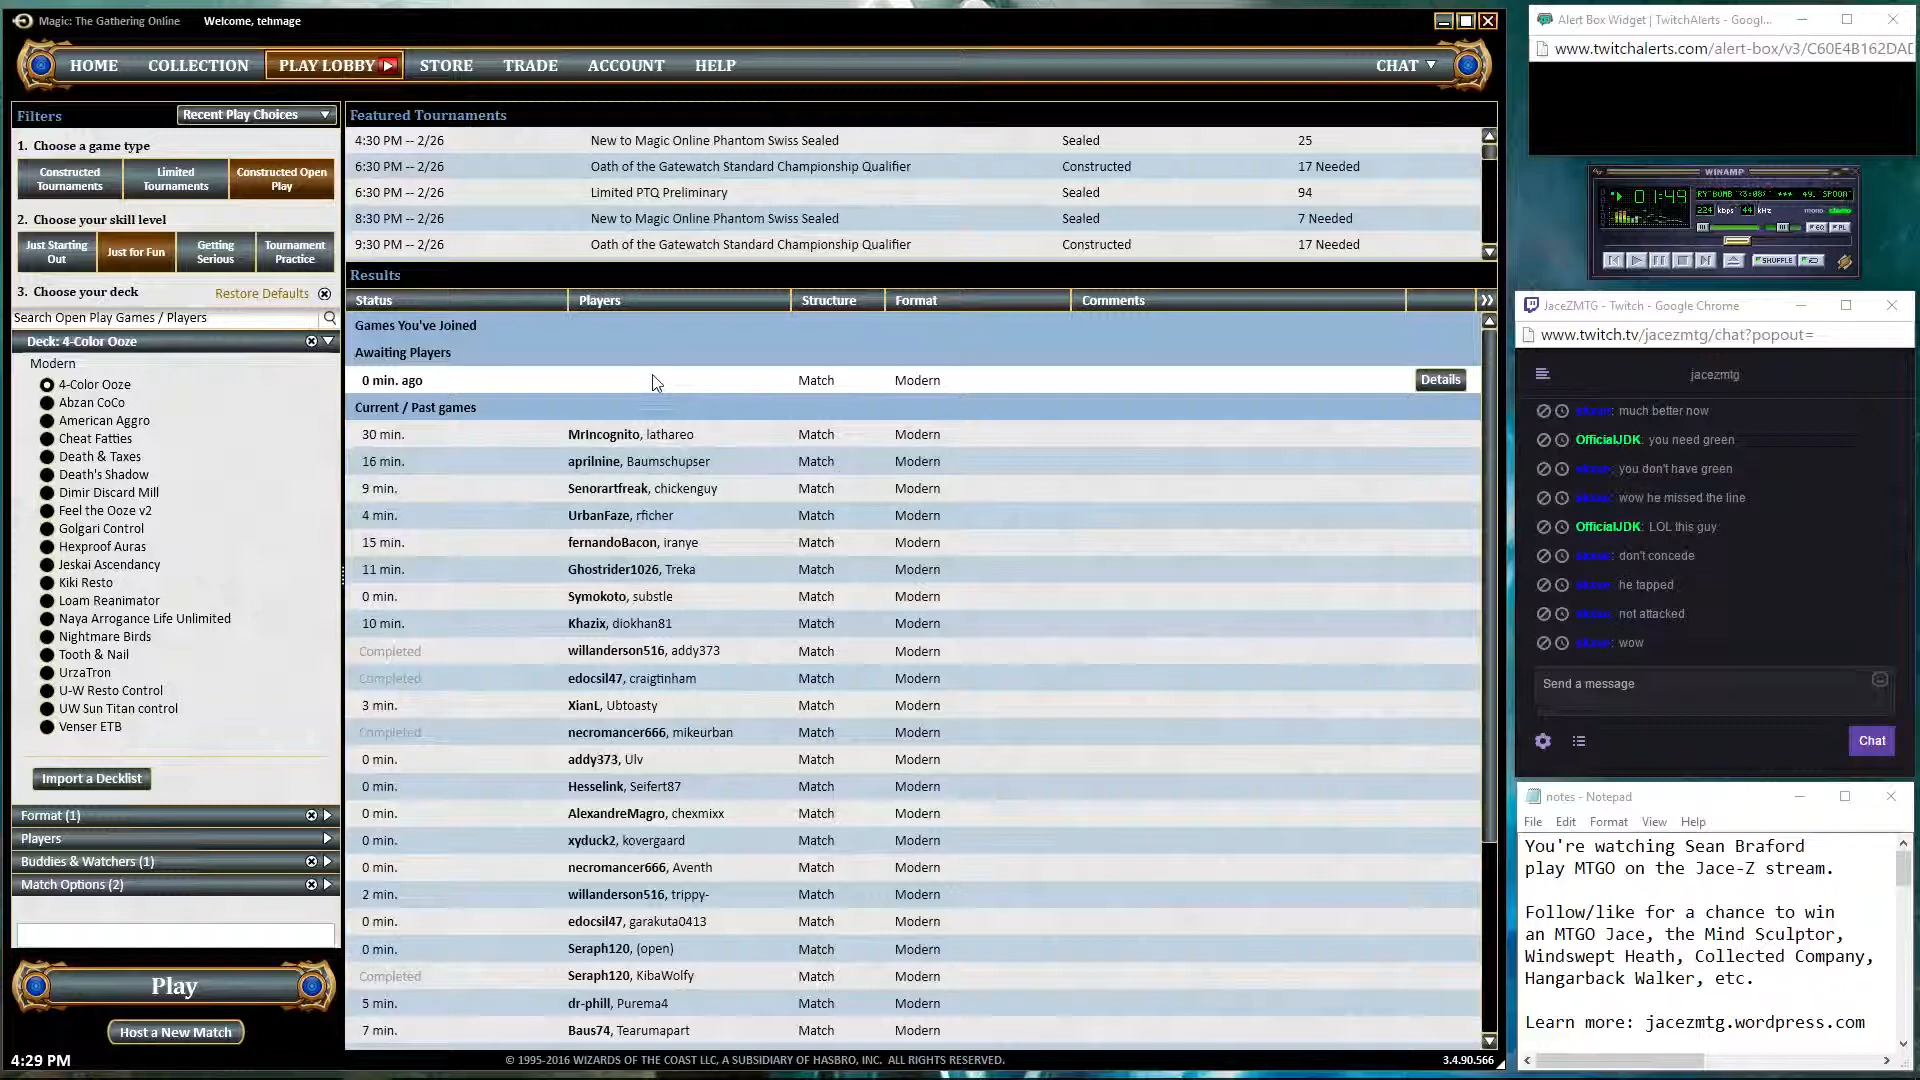 Magic: The Gathering Online Welcome, tehmage
HOME COLLECTION PLAY LOBBY STORE TRADE ACCOUNT HELP CHAT
Filters Recent Play Choices
1. Choose a game type
Constructed Tournaments Limited Tournaments Constructed Open Play
2. Choose your skill level
Just Starting Out Just for Fun Getting Serious Tournament Practice
3. Choose your deck Restore Defaults
Search Open Play Games / Players
Deck: 4-Color Ooze
Modern
4-Color Ooze
Abzan CoCo
American Aggro
Cheat Fatties
Death & Taxes
Death's Shadow
Dimir Discard Mill
Feel the Ooze v2
Golgari Control
Hexproof Auras
Jeskai Ascendancy
Kiki Resto
Loam Reanimator
Naya Arrogance Life Unlimited
Nightmare Birds
Tooth & Nail
UrzaTron
U-W Resto Control
UW Sun Titan control
Venser ETB
Import a Decklist
Format (1)
Players
Buddies & Watchers (1)
Match Options (2)
Play
Host a New Match
4:29 PM
Featured Tournaments
4:30 PM -- 2/26 New to Magic Online Phantom Swiss Sealed Sealed 25
6:30 PM -- 2/26 Oath of the Gatewatch Standard Championship Qualifier Constructed 17 Needed
6:30 PM -- 2/26 Limited PTQ Preliminary Sealed 94
8:30 PM -- 2/26 New to Magic Online Phantom Swiss Sealed Sealed 7 Needed
9:30 PM -- 2/26 Oath of the Gatewatch Standard Championship Qualifier Constructed 17 Needed
Results
Status Players Structure Format Comments
Games You've Joined
Awaiting Players
0 min. ago Match Modern Details
Current / Past games
30 min. MrIncognito, lathareo Match Modern
16 min. aprilnine, Baumschupser Match Modern
9 min. Senorartfreak, chickenguy Match Modern
4 min. UrbanFaze, rficher Match Modern
15 min. fernandoBacon, iranye Match Modern
11 min. Ghostrider1026, Treka Match Modern
0 min. Symokoto, substle Match Modern
10 min. Khazix, diokhan81 Match Modern
Completed willanderson516, addy373 Match Modern
Completed edocsil47, craigtinham Match Modern
3 min. XianL, Ubtoasty Match Modern
Completed necromancer666, mikeurban Match Modern
0 min. addy373, Ulv Match Modern
0 min. Hesselink, Seifert87 Match Modern
0 min. AlexandreMagro, chexmixx Match Modern
0 min. xyduck2, kovergaard Match Modern
0 min. necromancer666, Aventh Match Modern
2 min. willanderson516, trippy- Match Modern
0 min. edocsil47, garakuta0413 Match Modern
0 min. Seraph120, (open) Match Modern
Completed Seraph120, KibaWolfy Match Modern
5 min. dr-phill, Purema4 Match Modern
7 min. Baus74, Tearumapart Match Modern
© 1995-2016 WIZARDS OF THE COAST LLC, A SUBSIDIARY OF HASBRO, INC. ALL RIGHTS RESERVED. 3.4.90.566
Alert Box Widget | TwitchAlerts - Googl...
www.twitchalerts.com/alert-box/v3/C60E4B162DAD
WINAMP
01:49 49. SPOON
224 kbps 44 kHz mono stereo
EQ PL
SHUFFLE
JaceZMTG - Twitch - Google Chrome
www.twitch.tv/jacezmtg/chat?popout=
jacezmtg
much better now
OfficialJDK: you need green
you don't have green
wow he missed the line
OfficialJDK: LOL this guy
don't concede
he tapped
not attacked
wow
Send a message
Chat
notes - Notepad
File Edit Format View Help
You're watching Sean Braford
play MTGO on the Jace-Z stream.
Follow/like for a chance to win
an MTGO Jace, the Mind Sculptor,
Windswept Heath, Collected Company,
Hangarback Walker, etc.
Learn more: jacezmtg.wordpress.com